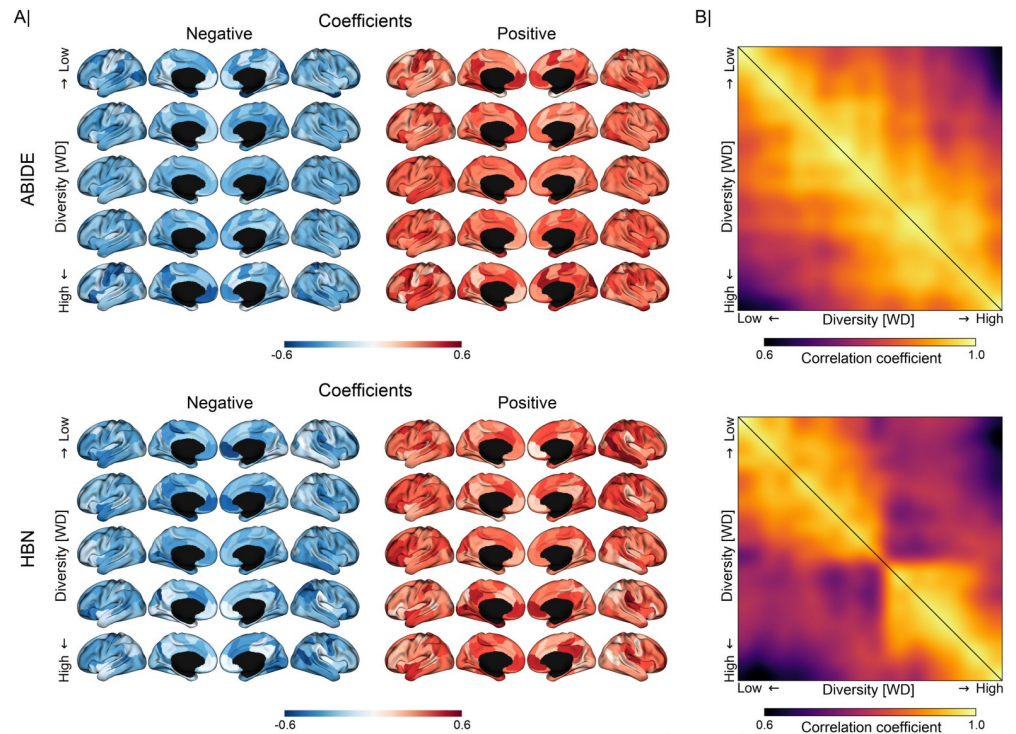 A|
Coefficients
Negative
Positive
ABIDE
Diversity [WD]
→ Low
High ←
-0.6
0.6
B|
→ Low
Diversity [WD]
High ←
Low ←
Diversity [WD]
→ High
0.6
Correlation coefficient
1.0
Coefficients
Negative
Positive
HBN
Diversity [WD]
→ Low
High ←
-0.6
0.6
→ Low
Diversity [WD]
High ←
Low ←
Diversity [WD]
→ High
0.6
Correlation coefficient
1.0